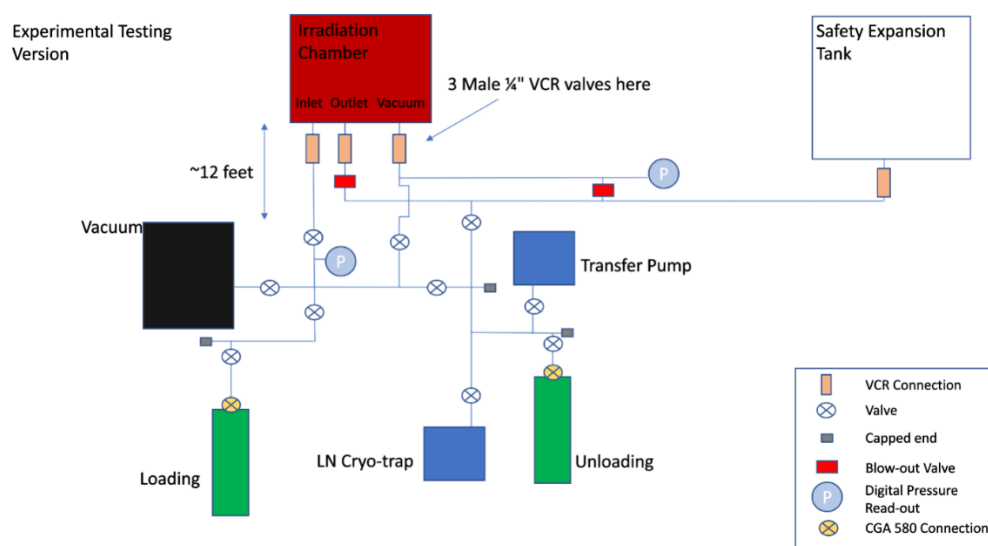 Experimental Testing
Version
Irradiation
Chamber
Inlet Outlet Vacuum
3 Male ¼" VCR valves here
Safety Expansion
Tank
~12 feet
P
Vacuum
P
Transfer Pump
Loading
LN Cryo-trap
Unloading
VCR Connection
Valve
Capped end
Blow-out Valve
P
Digital Pressure
Read-out
CGA 580 Connection